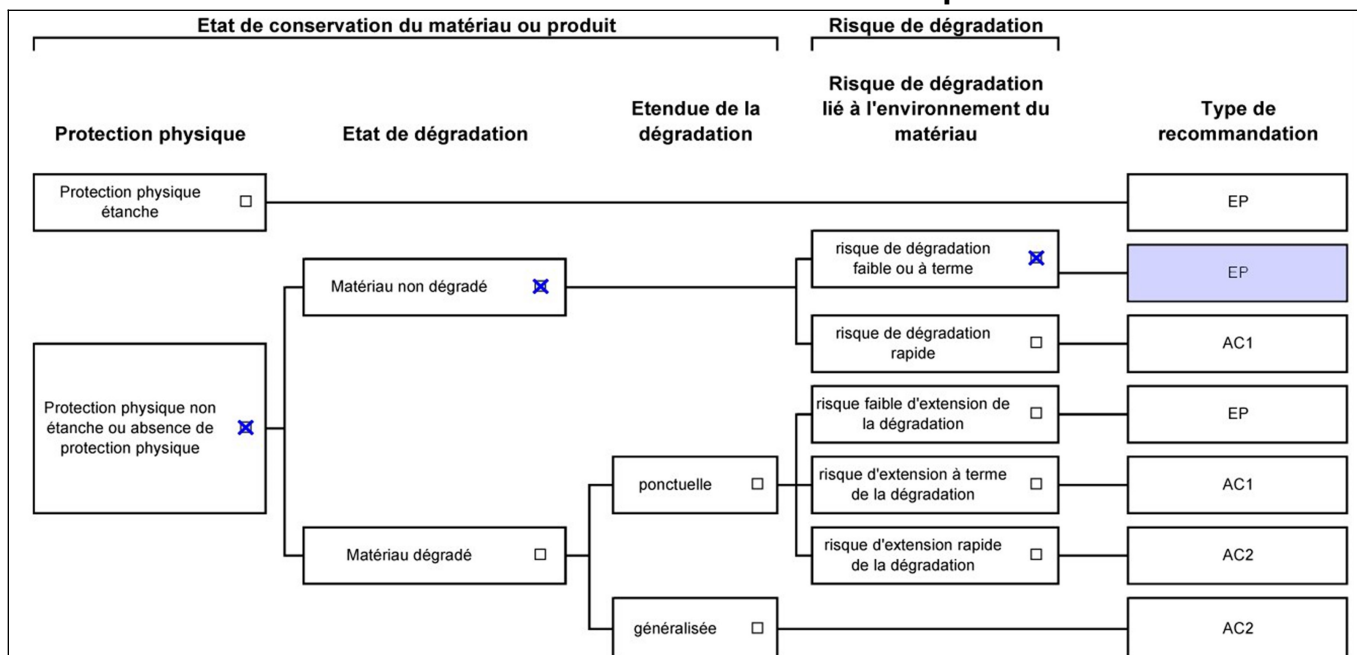 Etat de conservation du matériau ou produit
Risque de dégradation
Protection physique
Etat de dégradation
Etendue de la
dégradation
Risque de dégradation
lié à l'environnement du
matériau
Type de
recommandation
Protection physique
étanche
EP
risque de dégradation
faible ou à terme
EP
Matériau non dégradé
risque de dégradation
rapide
AC1
Protection physique non
étanche ou absence de
protection physique
risque faible d'extension de
la dégradation
EP
ponctuelle
risque d'extension à terme
de la dégradation
AC1
Matériau dégradé
risque d'extension rapide
de la dégradation
AC2
généralisée
AC2